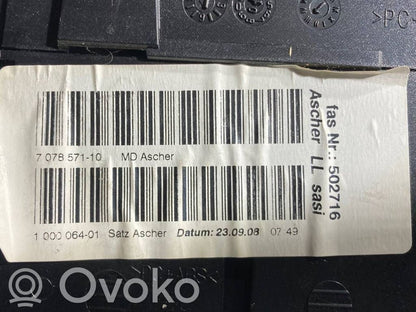 >PC
7 078 571-10 MD Ascher
1 000 064-01 Satz Ascher Datum: 23.09.08 07:49
fas Nr.: 502716
Ascher LL sasi
Ovoko